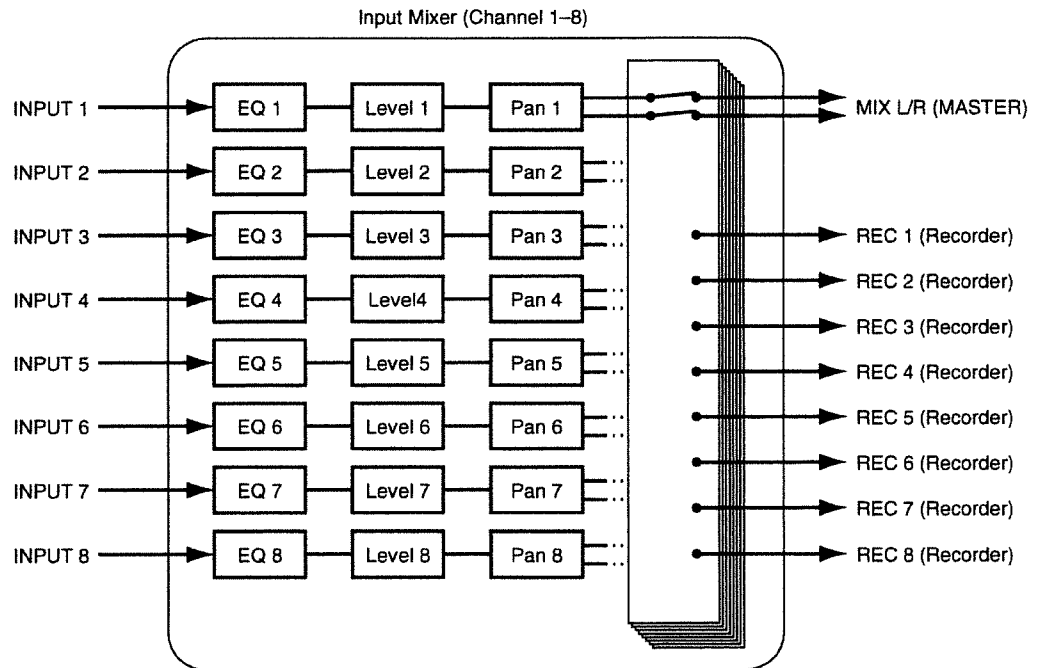 Input Mixer (Channel 1–8)
INPUT 1 EQ 1 Level 1 Pan 1 MIX L/R (MASTER)
INPUT 2 EQ 2 Level 2 Pan 2
INPUT 3 EQ 3 Level 3 Pan 3 REC 1 (Recorder)
REC 2 (Recorder)
INPUT 4 EQ 4 Level4 Pan 4
REC 3 (Recorder)
INPUT 5 EQ 5 Level 5 Pan 5 REC 4 (Recorder)
REC 5 (Recorder)
INPUT 6 EQ 6 Level 6 Pan 6
REC 6 (Recorder)
INPUT 7 EQ 7 Level 7 Pan 7
REC 7 (Recorder)
INPUT 8 EQ 8 Level 8 Pan 8 REC 8 (Recorder)